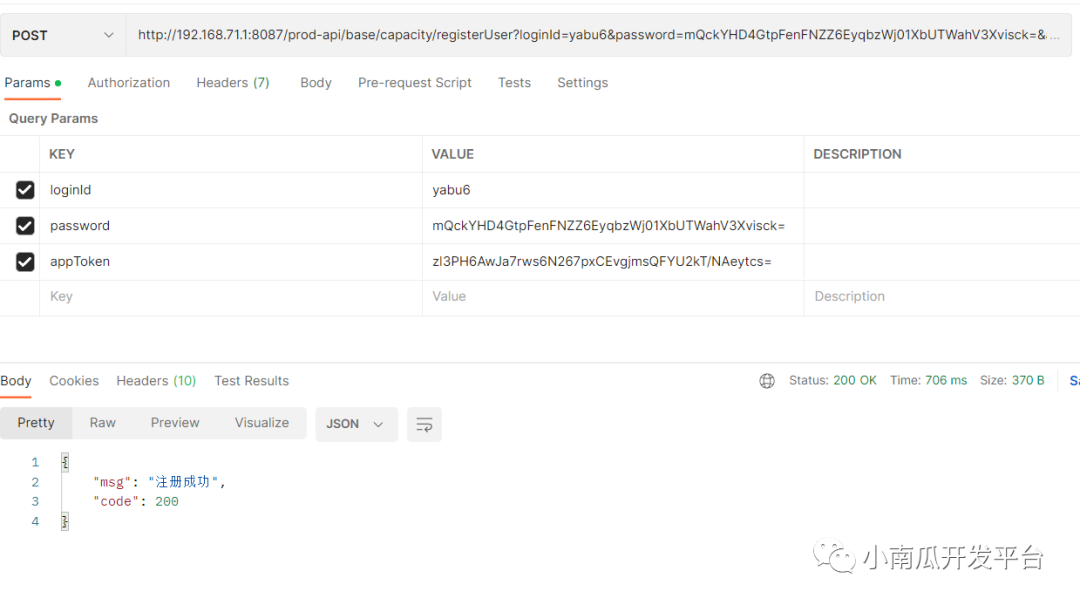 POST http://192.168.71.1:8087/prod-api/base/capacity/registerUser?loginId=yabu6&password=mQckYHD4GtpFenFNZZ6EyqbzWj01XbUTWahV3Xvisck=&...
Params Authorization Headers (7) Body Pre-request Script Tests Settings
Query Params
KEY VALUE DESCRIPTION
loginId yabu6
password mQckYHD4GtpFenFNZZ6EyqbzWj01XbUTWahV3Xvisck=
appToken zI3PH6AwJa7rws6N267pxCEvgjmsQFYU2kT/NAeytcs=
Key Value Description
Body Cookies Headers (10) Test Results Status: 200 OK Time: 706 ms Size: 370 B Sa
Pretty Raw Preview Visualize JSON
1 {
2 "msg": "注册成功",
3 "code": 200
4 }
小南瓜开发平台